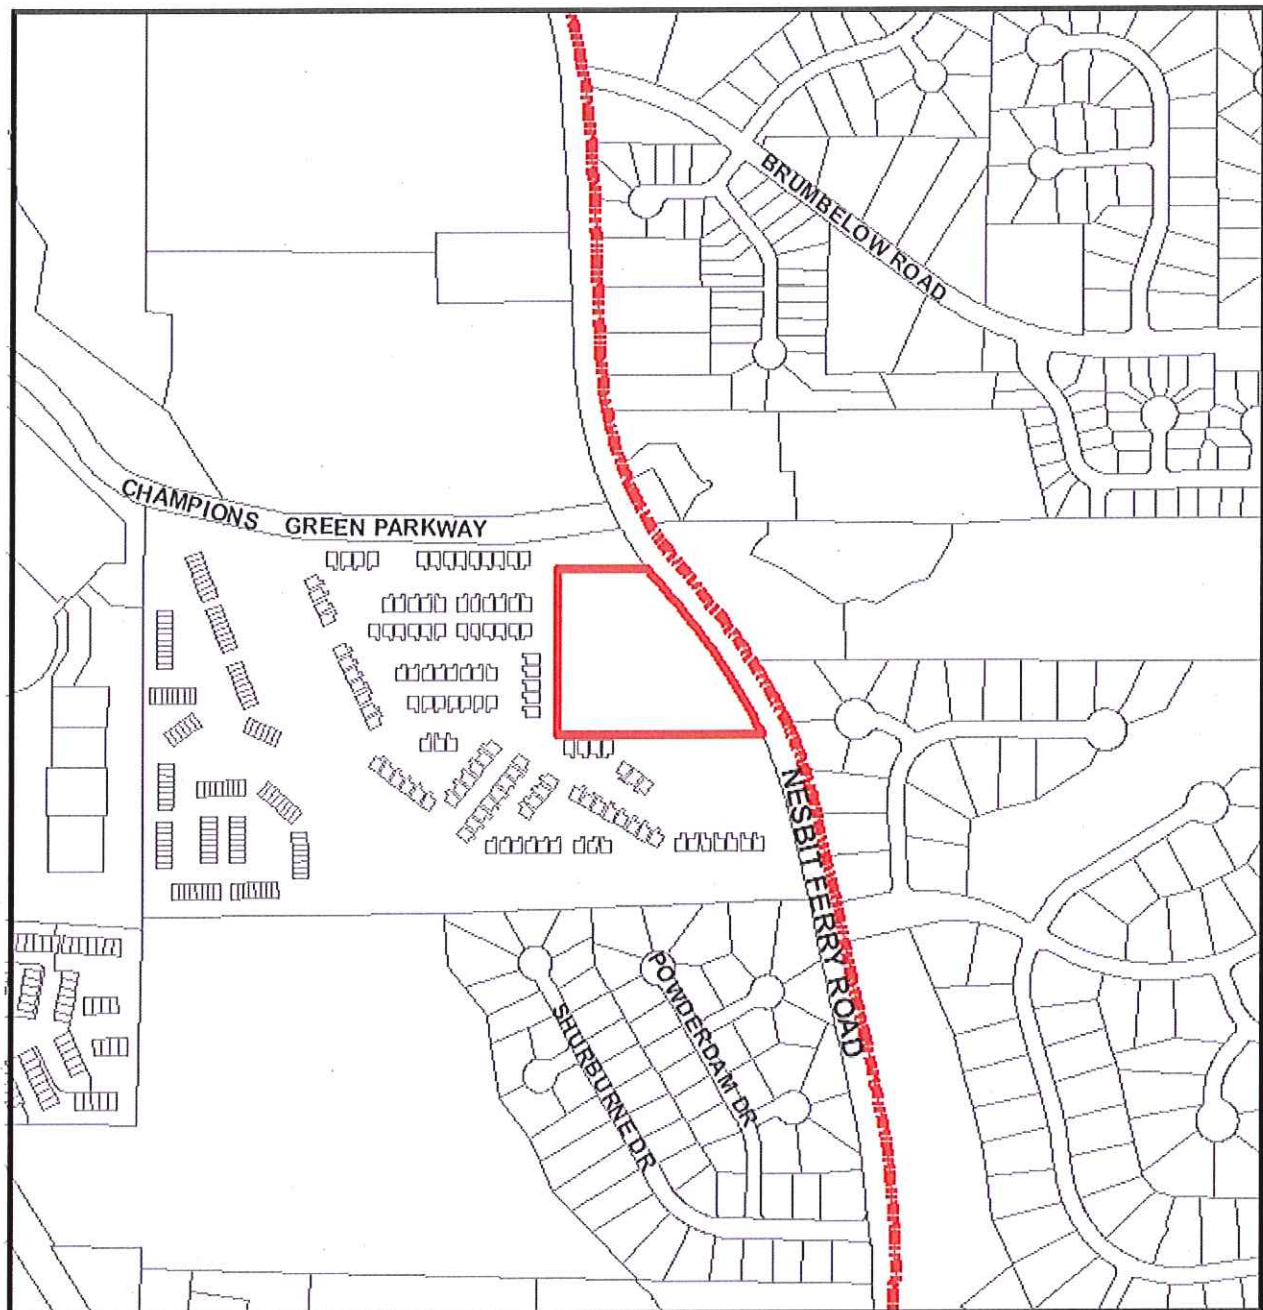 BRUMBELOW ROAD
CHAMPIONS GREEN PARKWAY
NESBIT FERRY ROAD
POWDERDAM DR
SHURBURNE DR